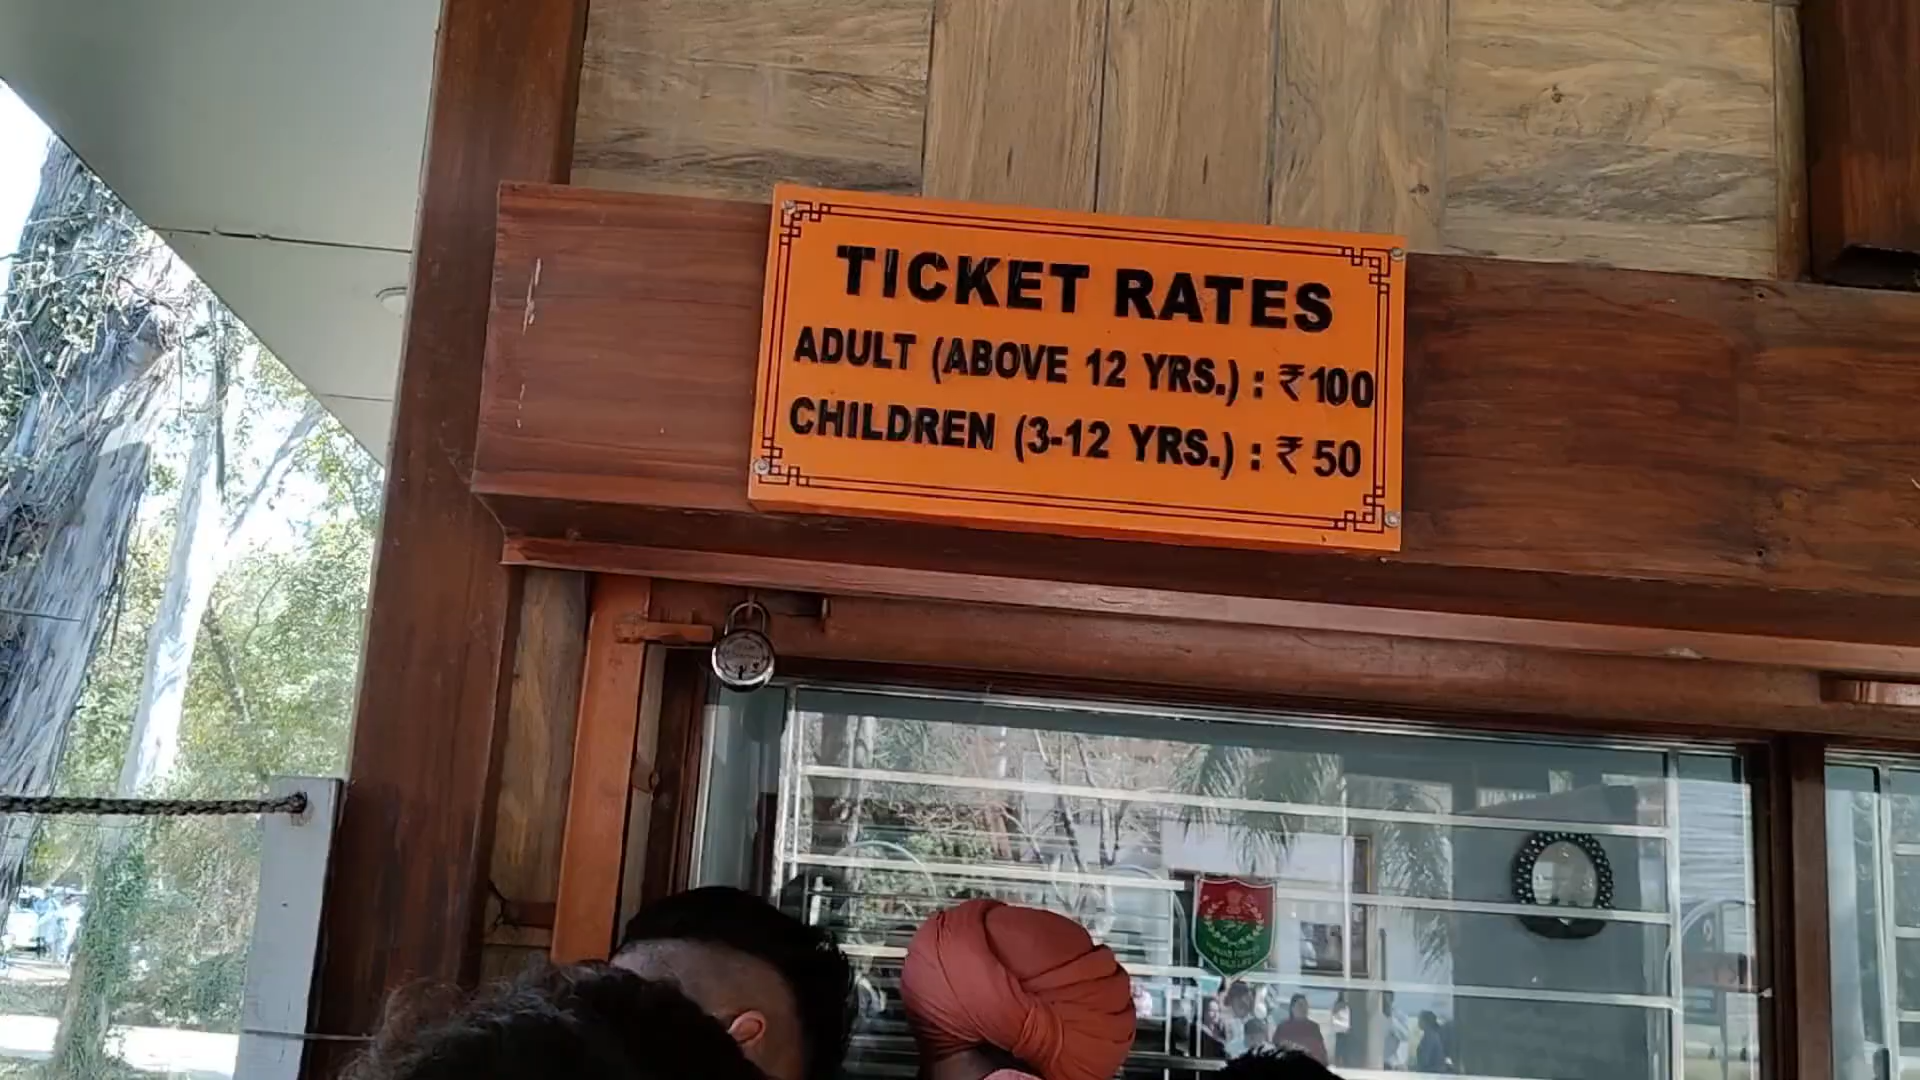 TICKET RATES
ADULT (ABOVE 12 YRS.) : ₹100
CHILDREN (3-12 YRS.) : ₹ 50